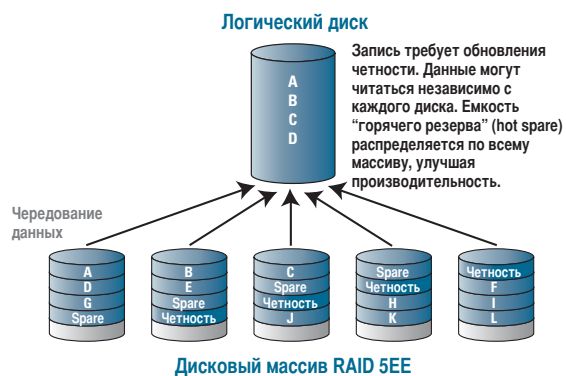 Логический диск
A
B
C
D
Запись требует обновления
четности. Данные могут
читаться независимо с
каждого диска. Емкость
“горячего резерва” (hot spare)
распределяется по всему
массиву, улучшая
производительность.
Чередование
данных
A
D
G
Spare
B
E
Spare
Четность
C
Spare
Четность
J
Spare
Четность
H
K
Четность
F
I
L
Дисковый массив RAID 5EE